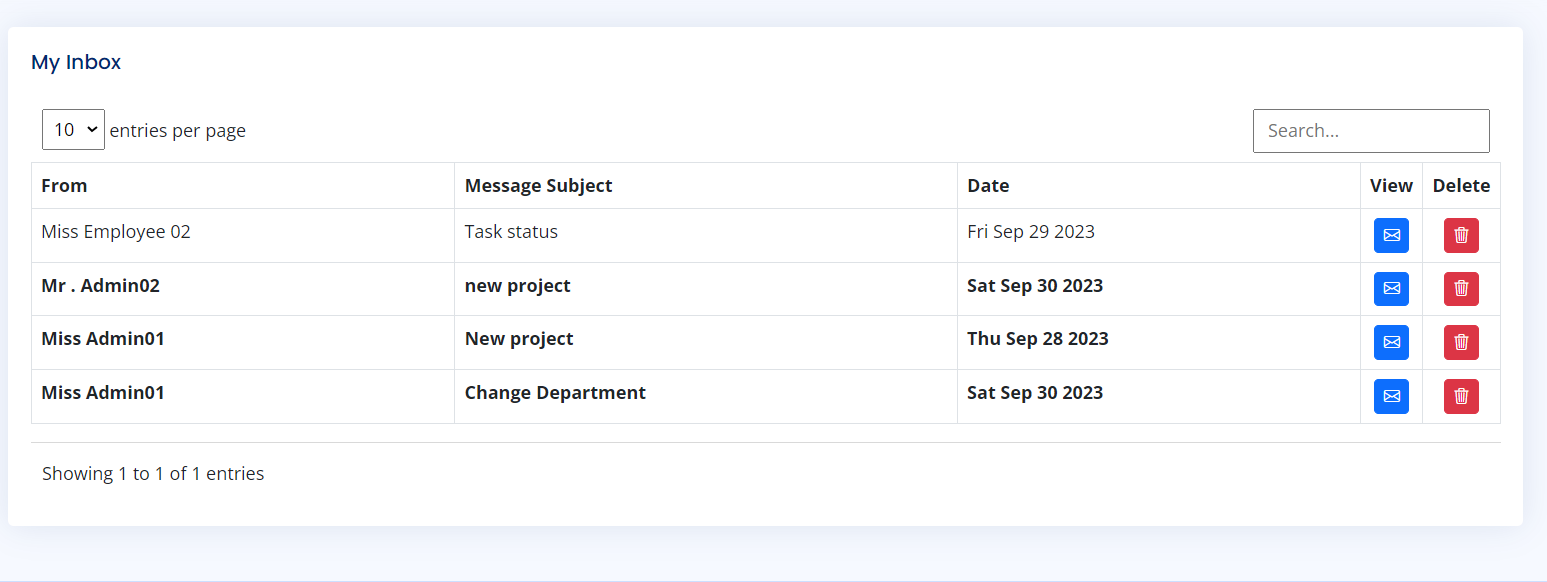 My Inbox
10 entries per page
Search...
From Message Subject Date View Delete
Miss Employee 02 Task status Fri Sep 29 2023
Mr . Admin02 new project Sat Sep 30 2023
Miss Admin01 New project Thu Sep 28 2023
Miss Admin01 Change Department Sat Sep 30 2023
Showing 1 to 1 of 1 entries